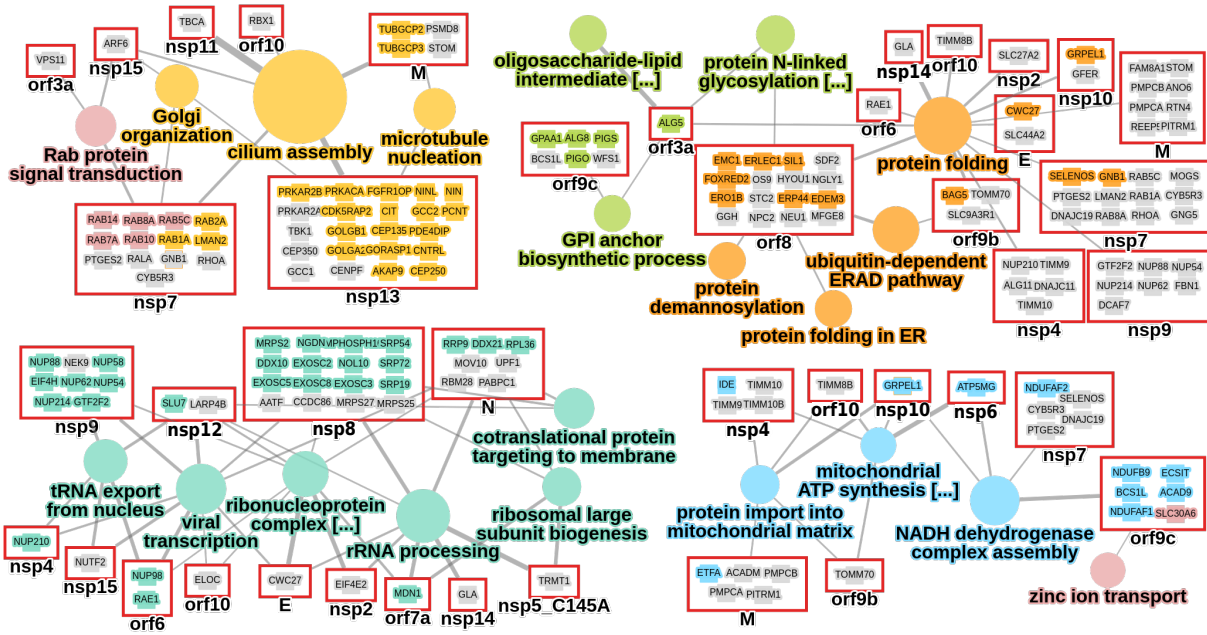 TBCA
nsp11
RBX1
orf10
VPS11
orf3a
ARF6
nsp15
TUBGCP2 PSMD8
TUBGCP3 STOM
M
Rab protein
signal transduction
Golgi
organization
cilium assembly
microtubule
nucleation
RAB14 RAB8A RAB5C RAB2A
RAB7A RAB10 RAB1A LMAN2
PTGES2 RALA GNB1 RHOA
CYB5R3
nsp7
PRKAR2B PRKACA FGFR1OP NINL NIN
PRKAR2A CDK5RAP2 CIT GCC2 PCNT
TBK1 GOLGB1 CEP135 PDE4DIP
CEP350 GOLGA2 GORASP1 CNTRL
GCC1 CENPF AKAP9 CEP250
nsp13
oligosaccharide-lipid
intermediate [...]
protein N-linked
glycosylation [...]
ALG5
orf3a
GPAA1 ALG8 PIGS
BCS1L PIGO WFS1
orf9c
GPI anchor
biosynthetic process
GLA
nsp14
TIMM8B
orf10
SLC27A2
nsp2
GRPEL1
GFER
nsp10
RAE1
orf6
CWC27
SLC44A2
E
FAM8A1 STOM
PMPCB ANO6
PMPCA RTN4
PITRM1
M
protein folding
EMC1 ERLEC1 SIL1 SDF2
FOXRED2 OS9 HYOU1 NGLY1
ERO1B STC2 ERP44 EDEM3
GGH NPC2 NEU1 MFGE8
orf8
BAG5 TOMM70
SLC9A3R1
orf9b
SELENOS GNB1 RAB5C MOGS
PTGES2 LMAN2 RAB1A CYB5R3
DNAJC19 RAB8A RHOA GNG5
nsp7
ubiquitin-dependent
ERAD pathway
protein
demannosylation
protein folding in ER
NUP210 TIMM9
ALG11 DNAJC11
TIMM10
nsp4
GTF2F2 NUP88 NUP54
NUP214 NUP62 FBN1
DCAF7
nsp9
NUP88 NEK9 NUP58
EIF4H NUP62 NUP54
NUP214 GTF2F2
nsp9
SLU7 LARP4B
nsp12
MRPS2 NGDN MPHOSPH10 SRP54
DDX10 EXOSC2 NOL10 SRP72
EXOSC5 EXOSC8 EXOSC3 SRP19
AATF CCDC86 MRPS27 MRPS25
nsp8
RRP9 DDX21 RPL36
MOV10 UPF1
RBM28 PABPC1
N
cotranslational protein
targeting to membrane
tRNA export
from nucleus
viral
transcription
ribonucleoprotein
complex [...]
rRNA processing
ribosomal large
subunit biogenesis
NUP210
nsp4
NUTF2
nsp15
NUP98
RAE1
orf6
ELOC
orf10
CWC27
E
EIF4E2
nsp2
MDN1
orf7a
GLA
nsp14
TRMT1
nsp5_C145A
IDE TIMM10
TIMM9 TIMM10B
nsp4
TIMM8B
orf10
GRPEL1
nsp10
ATP5MG
nsp6
NDUFAF2
SELENOS
CYB5R3
DNAJC19
PTGES2
nsp7
protein import into
mitochondrial matrix
mitochondrial
ATP synthesis [...]
NADH dehydrogenase
complex assembly
NDUFB9 ECSIT
BCS1L ACAD9
NDUFAF1 SLC30A6
orf9c
ETFA ACADM PMPCB
PMPCA PITRM1
M
TOMM70
orf9b
zinc ion transport